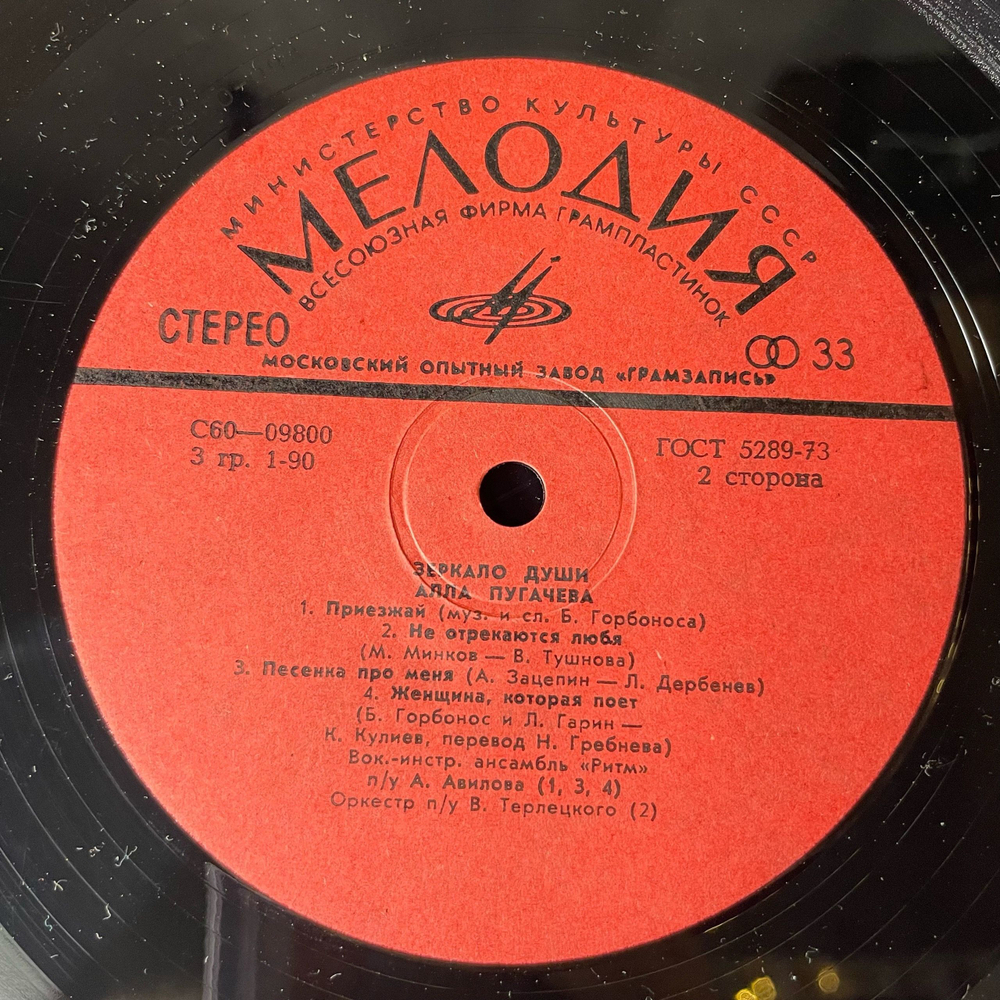 МИНИСТЕРСТВО КУЛЬТУРЫ СССР
МЕЛОДИЯ
ВСЕСОЮЗНАЯ ФИРМА ГРАМПЛАСТИНОК
СТЕРЕО
33
МОСКОВСКИЙ ОПЫТНЫЙ ЗАВОД «ГРАМЗАПИСЬ»
С60—09800
ГОСТ 5289-73
3 гр. 1-90
2 сторона
ЗЕРКАЛО ДУШИ
АЛЛА ПУГАЧЕВА
1. Приезжай (муз. и сл. Б. Горбоноса)
2. Не отрекаются любя
(М. Минков — В. Тушнова)
3. Песенка про меня (А. Зацепин — Л. Дербенев)
4. Женщина, которая поет
(Б. Горбонос и Л. Гарин —
К. Кулиев, перевод Н. Гребнева)
Вок.-инстр. ансамбль «Ритм»
п/у А. Авилова (1, 3, 4)
Оркестр п/у В. Терлецкого (2)